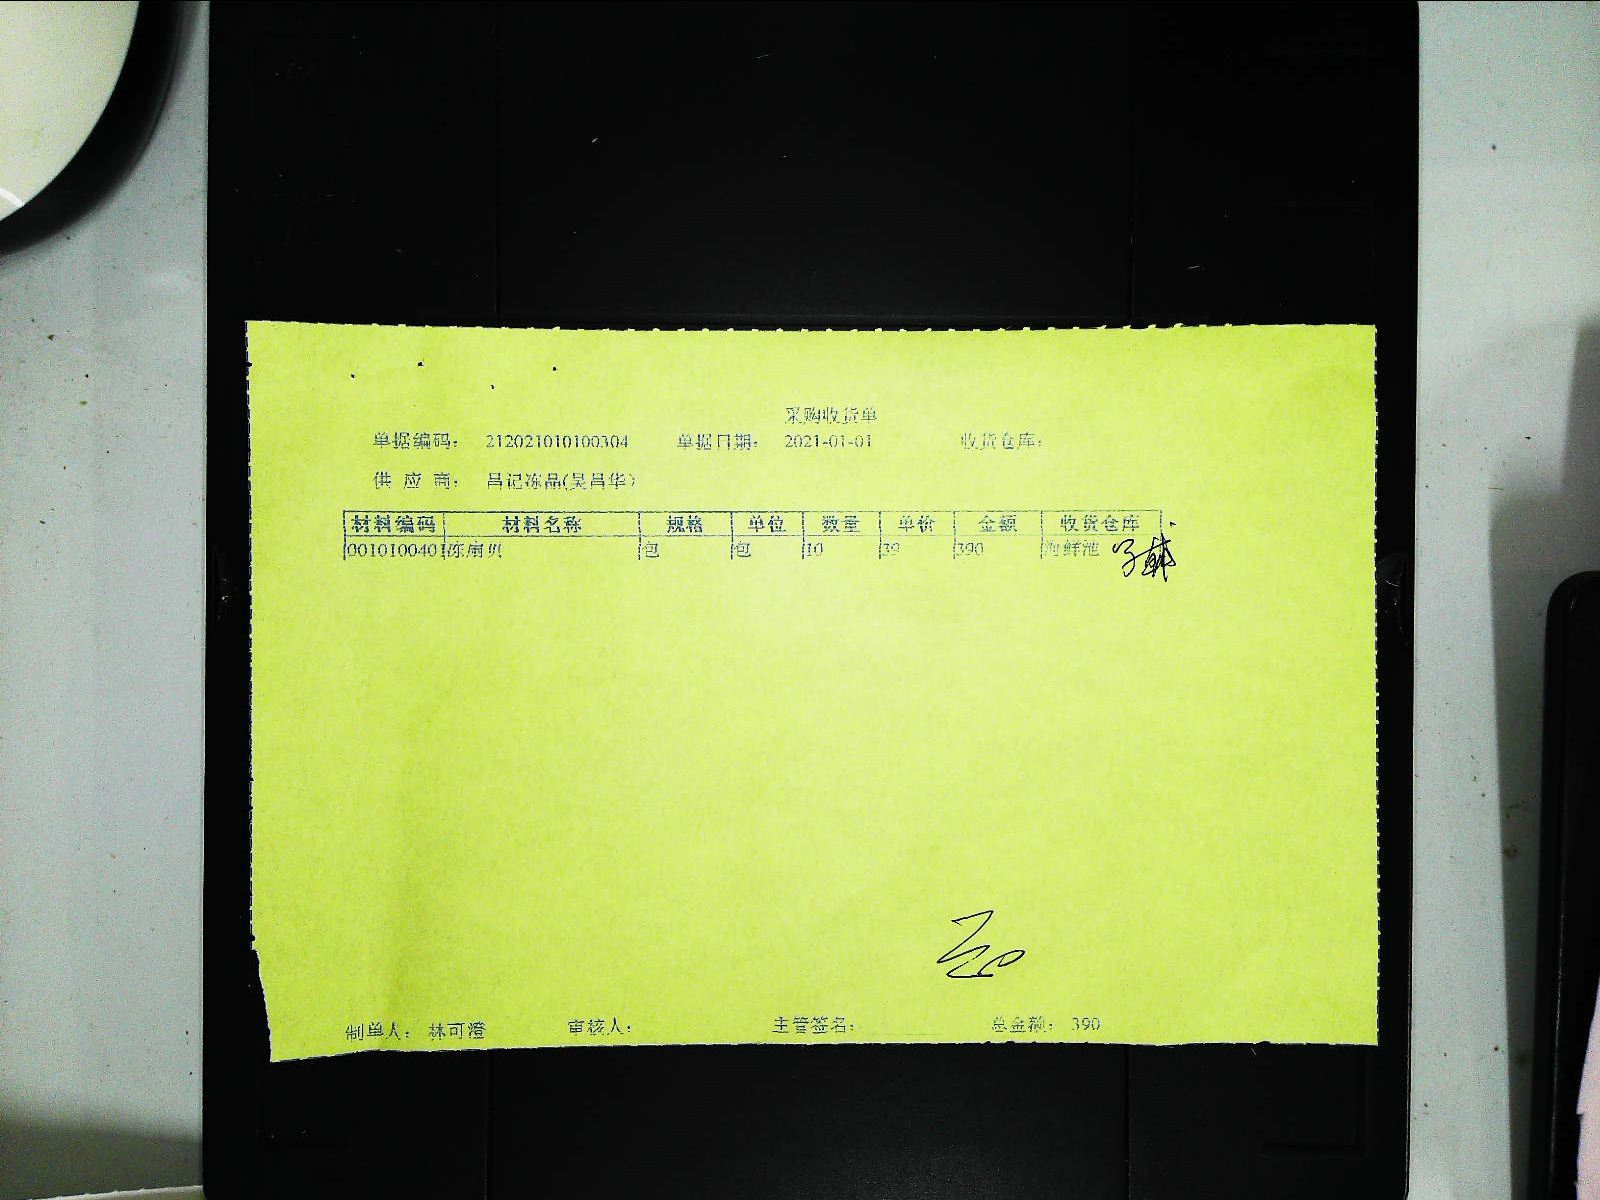 采购收货单
单据编码： 212021010100304 单据日期： 2021-01-01 收货仓库：
供 应 商： 吕记冻品(吴昌华)
材料编码 材料名称 规格 单位 数量 单价 金额 收货仓库
0010100401 冻扇贝 包 包 10 39 390 海鲜池
制单人： 林可澄 审核人： 主管签名： 总金额： 390